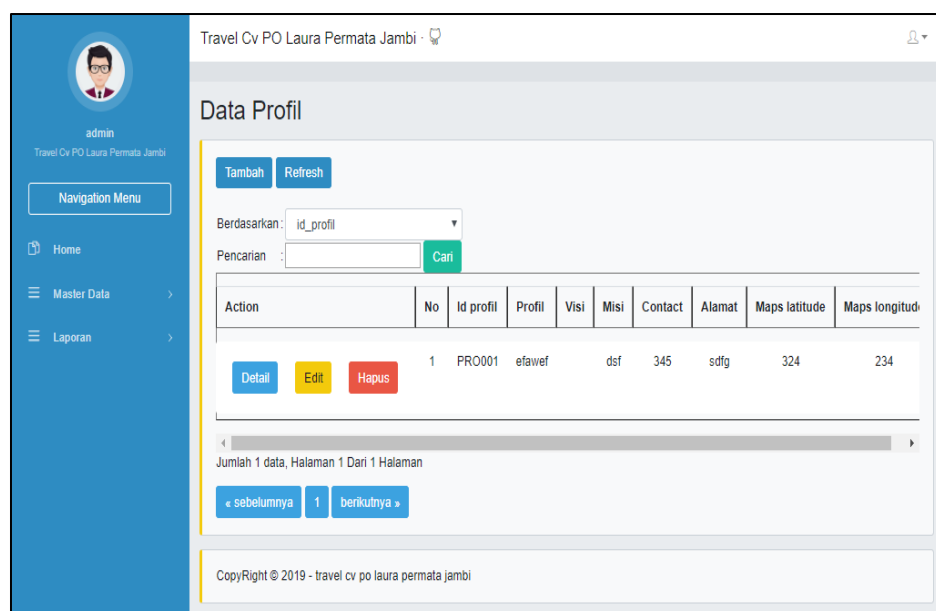 admin
Travel Cv PO Laura Permata Jambi
Navigation Menu
Home
Master Data
Laporan
Travel Cv PO Laura Permata Jambi ·
Data Profil
Tambah Refresh
Berdasarkan : id_profil
Pencarian : Cari
Action No Id profil Profil Visi Misi Contact Alamat Maps latitude Maps longitude
Detail Edit Hapus 1 PRO001 efawef dsf 345 sdfg 324 234
Jumlah 1 data, Halaman 1 Dari 1 Halaman
« sebelumnya 1 berikutnya »
CopyRight © 2019 - travel cv po laura permata jambi